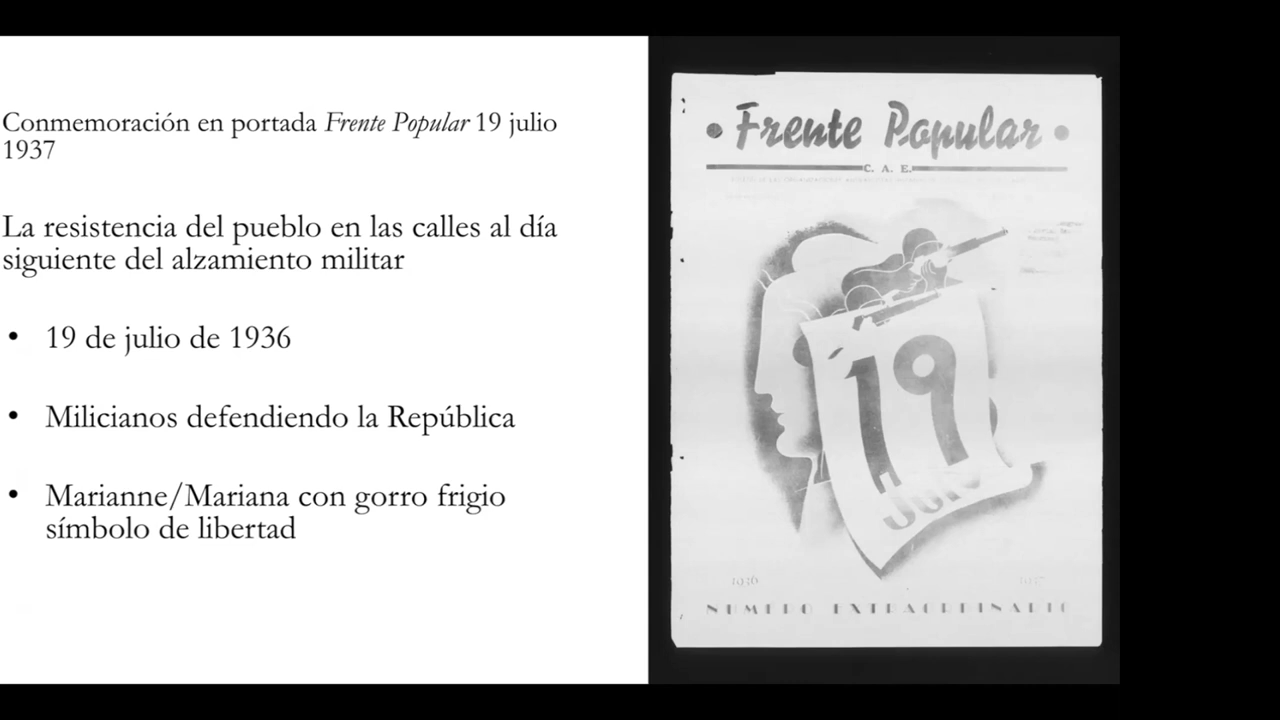 Conmemoración en portada Frente Popular 19 julio
1937
La resistencia del pueblo en las calles al día
siguiente del alzamiento militar
• 19 de julio de 1936
• Milicianos defendiendo la República
• Marianne/Mariana con gorro frigio
símbolo de libertad
• Frente Popular •
C. A. E.
19
Julio
1936 1937
NUMERO EXTRAORDINARIO